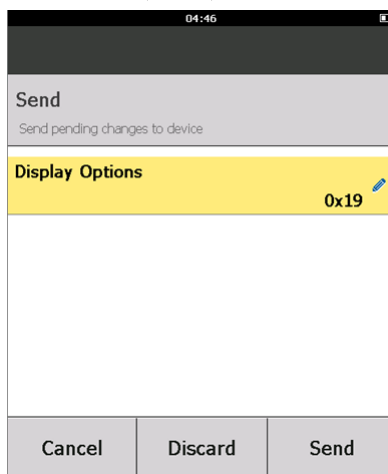 04:46
Send
Send pending changes to device
Display Options
0x19
Cancel
Discard
Send